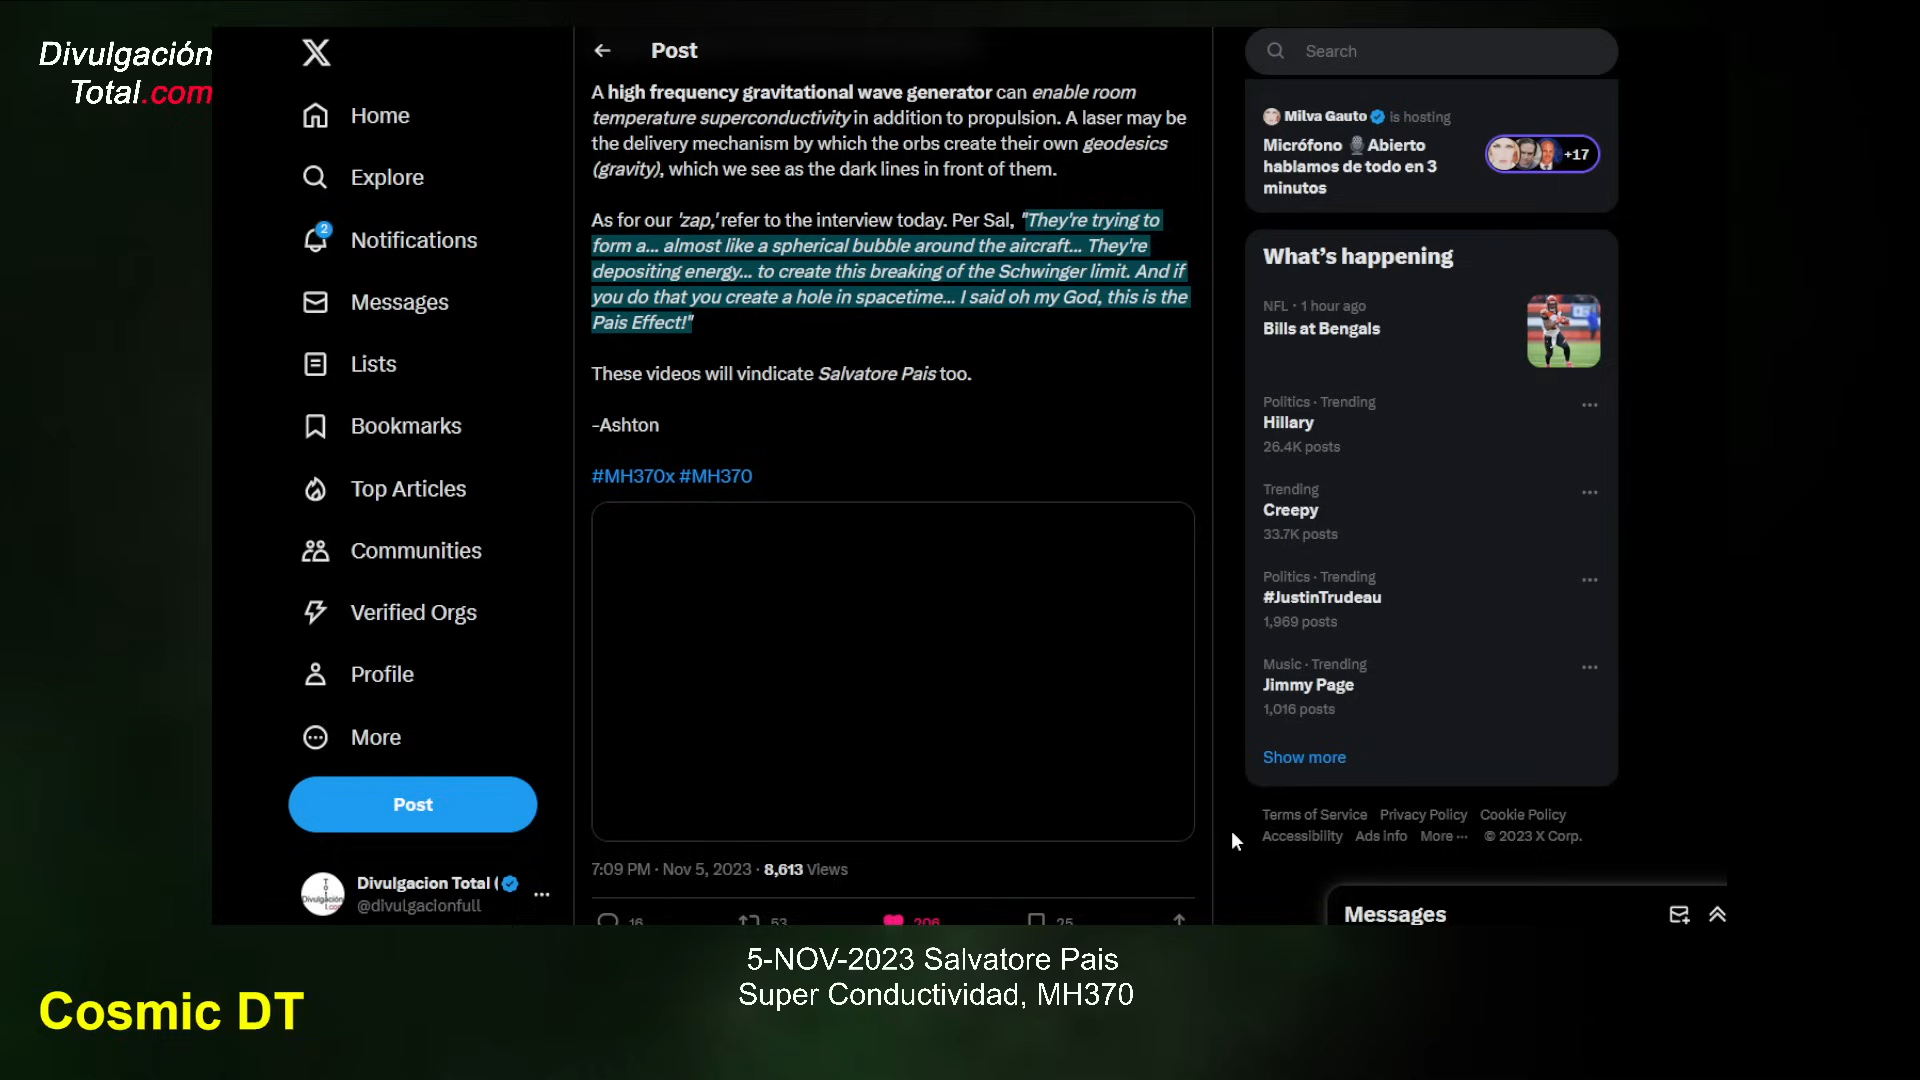 Divulgación
Total.com
Home
Explore
2
Notifications
Messages
Lists
Bookmarks
Top Articles
Communities
Verified Orgs
Profile
More
Post
Divulgacion Total (
@divulgacionfull
Post
A high frequency gravitational wave generator can enable room
temperature superconductivity in addition to propulsion. A laser may be
the delivery mechanism by which the orbs create their own geodesics
(gravity), which we see as the dark lines in front of them.
As for our 'zap,' refer to the interview today. Per Sal, "They're trying to
form a... almost like a spherical bubble around the aircraft... They're
depositing energy... to create this breaking of the Schwinger limit. And if
you do that you create a hole in spacetime... I said oh my God, this is the
Pais Effect!"
These videos will vindicate Salvatore Pais too.
-Ashton
#MH370x #MH370
7:09 PM · Nov 5, 2023 · 8,613 Views
16 53 206 25
Search
Milva Gauto is hosting
Micrófono 🎙️Abierto
hablamos de todo en 3
minutos
+17
What's happening
NFL · 1 hour ago
Bills at Bengals
Politics · Trending
Hillary
26.4K posts
Trending
Creepy
33.7K posts
Politics · Trending
#JustinTrudeau
1,969 posts
Music · Trending
Jimmy Page
1,016 posts
Show more
Terms of Service Privacy Policy Cookie Policy
Accessibility Ads info More ··· © 2023 X Corp.
Messages
5-NOV-2023 Salvatore Pais
Super Conductividad, MH370
Cosmic DT